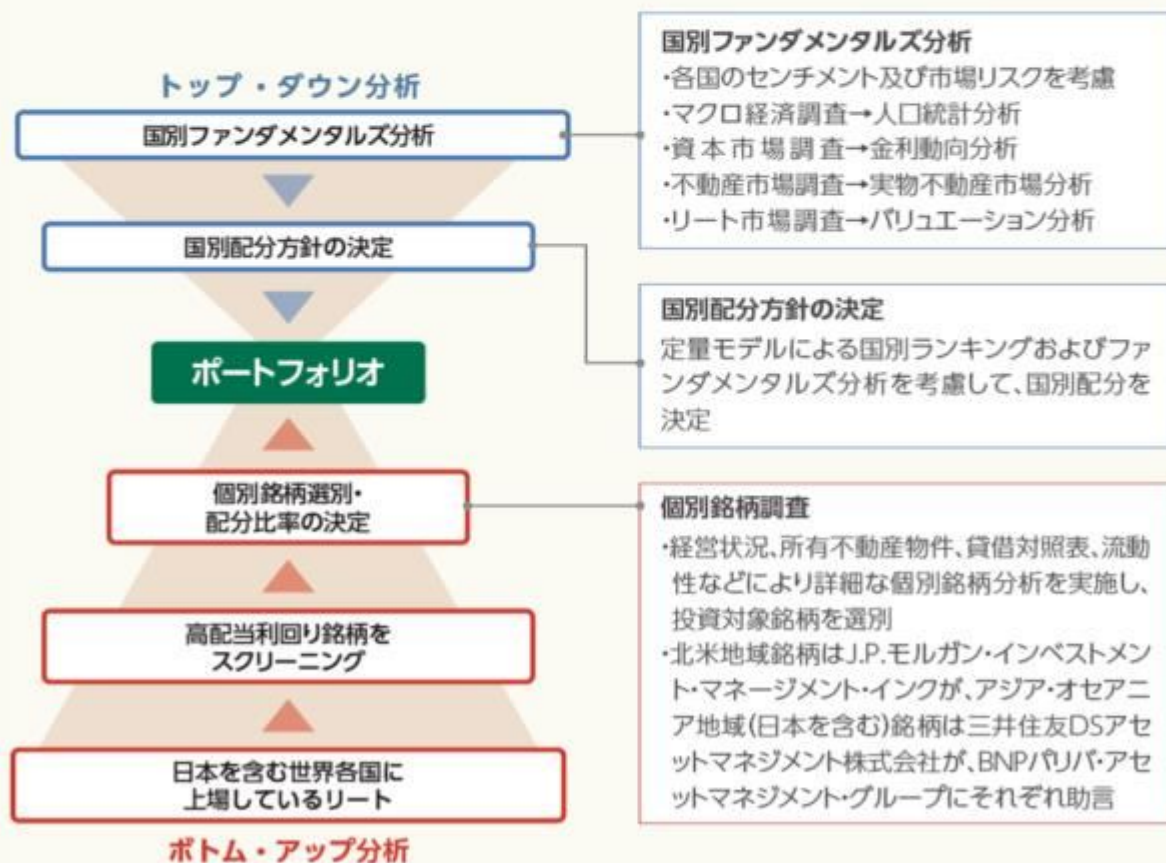 トップ・ダウン分析
国別ファンダメンタルズ分析
国別配分方針の決定
ポートフォリオ
個別銘柄選別・
配分比率の決定
高配当利回り銘柄を
スクリーニング
日本を含む世界各国に
上場しているリート
ボトム・アップ分析
国別ファンダメンタルズ分析
・各国のセンチメント及び市場リスクを考慮
・マクロ経済調査→人口統計分析
・資本市場調査→金利動向分析
・不動産市場調査→実物不動産市場分析
・リート市場調査→バリュエーション分析
国別配分方針の決定
定量モデルによる国別ランキングおよびファ
ンダメンタルズ分析を考慮して、国別配分を
決定
個別銘柄調査
・経営状況、所有不動産物件、貸借対照表、流動
性などにより詳細な個別銘柄分析を実施し、
投資対象銘柄を選別
・北米地域銘柄はJ.P.モルガン・インベストメン
ト・マネージメント・インクが、アジア・オセアニ
ア地域(日本を含む)銘柄は三井住友DSアセ
ットマネジメント株式会社が、BNPパリバ・アセ
ットマネジメント・グループにそれぞれ助言